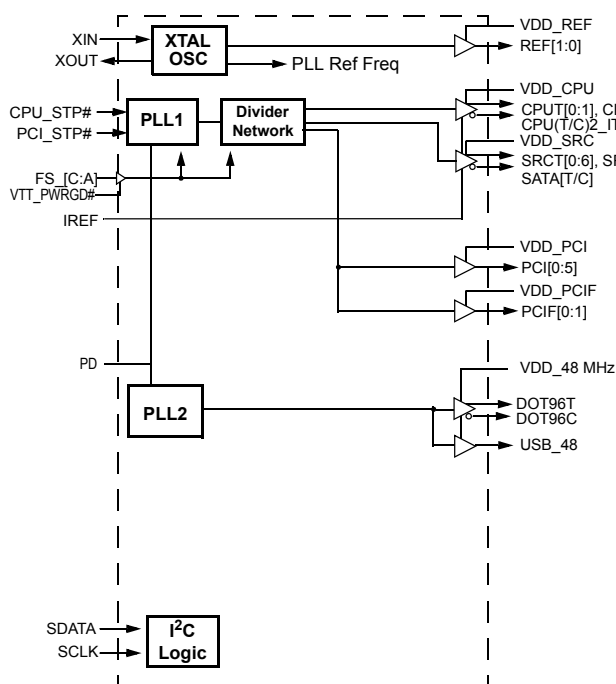 XIN
XOUT
XTAL
OSC
VDD_REF
REF[1:0]
PLL Ref Freq
CPU_STP#
PCI_STP#
PLL1
Divider
Network
VDD_CPU
CPUT[0:1],
CPU(T/C)2_IT
VDD_SRC
SRCT[0:6],
SATA[T/C]
FS_[C:A]
VTT_PWRGD#
IREF
VDD_PCI
PCI[0:5]
VDD_PCIF
PCIF[0:1]
PD
PLL2
VDD_48 MHz
DOT96T
DOT96C
USB_48
SDATA
SCLK
I²C
Logic